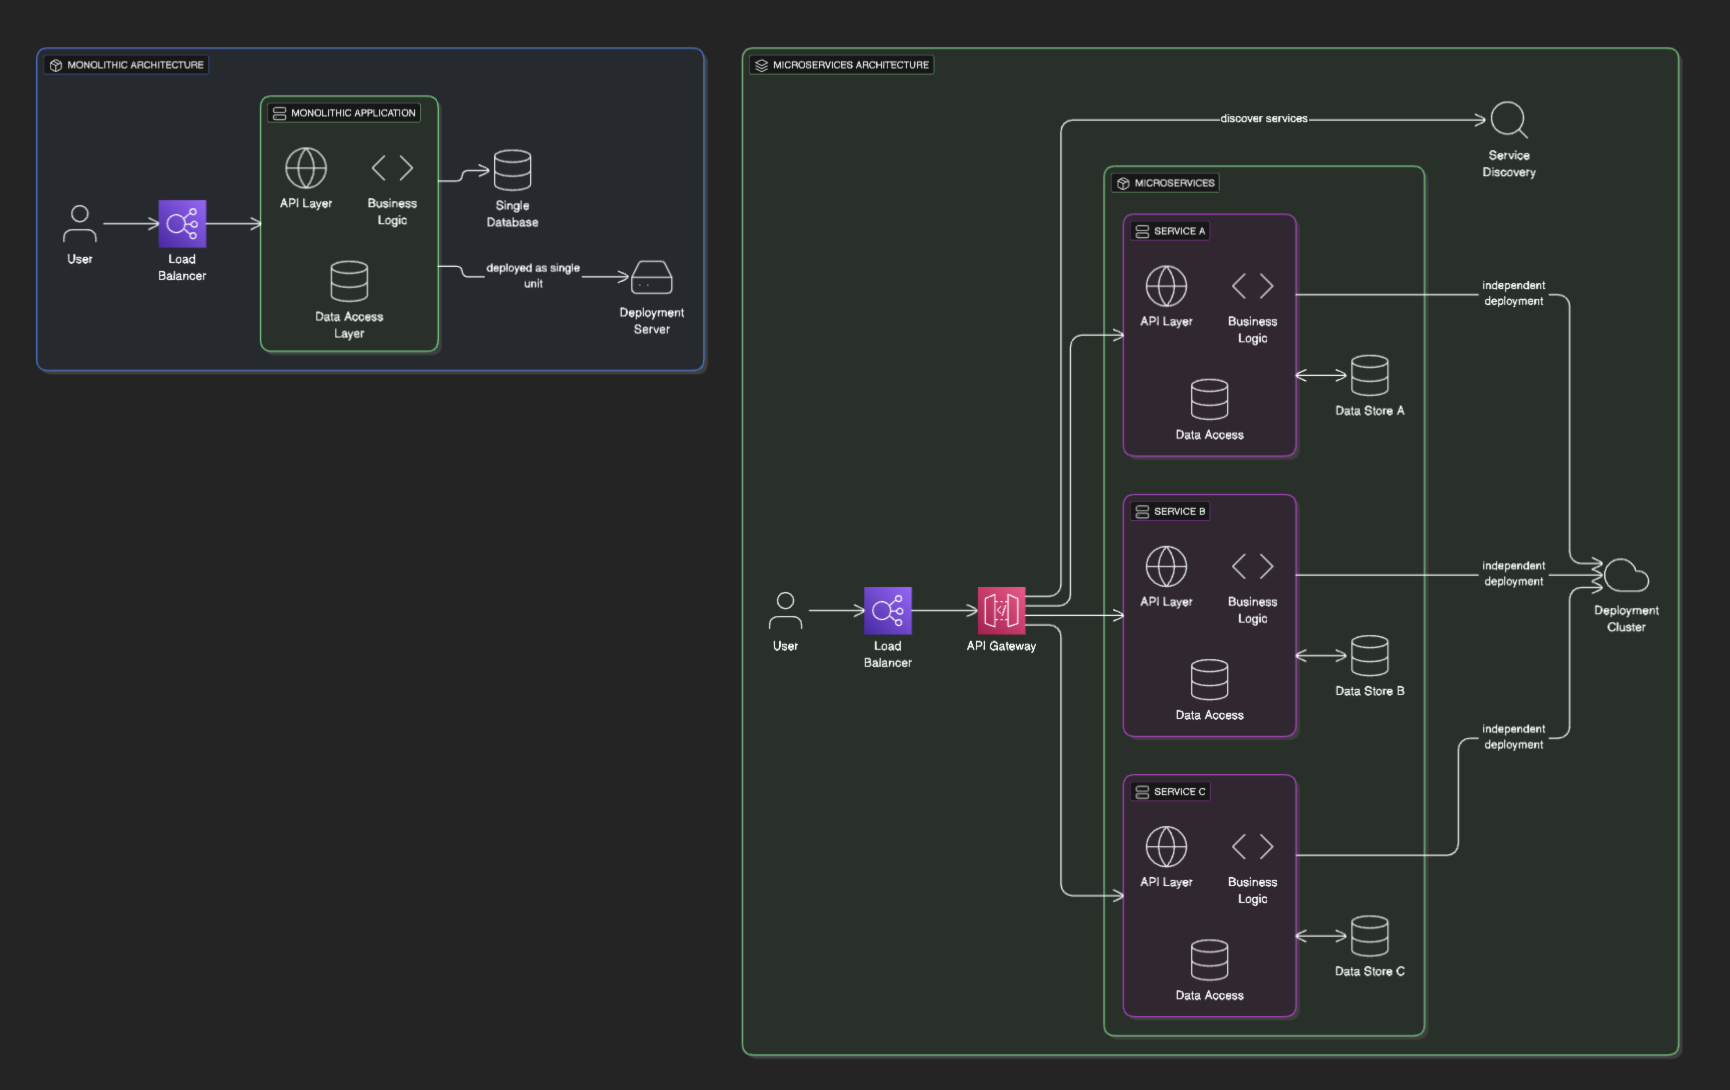 MONOLITHIC ARCHITECTURE
MONOLITHIC APPLICATION
API Layer
Business
Logic
Data Access
Layer
User
Load
Balancer
Single
Database
deployed as single
unit
Deployment
Server
MICROSERVICES ARCHITECTURE
discover services
Service
Discovery
MICROSERVICES
SERVICE A
API Layer
Business
Logic
Data Access
Data Store A
independent
deployment
SERVICE B
API Layer
Business
Logic
Data Access
Data Store B
independent
deployment
User
Load
Balancer
API Gateway
Deployment
Cluster
independent
deployment
SERVICE C
API Layer
Business
Logic
Data Access
Data Store C